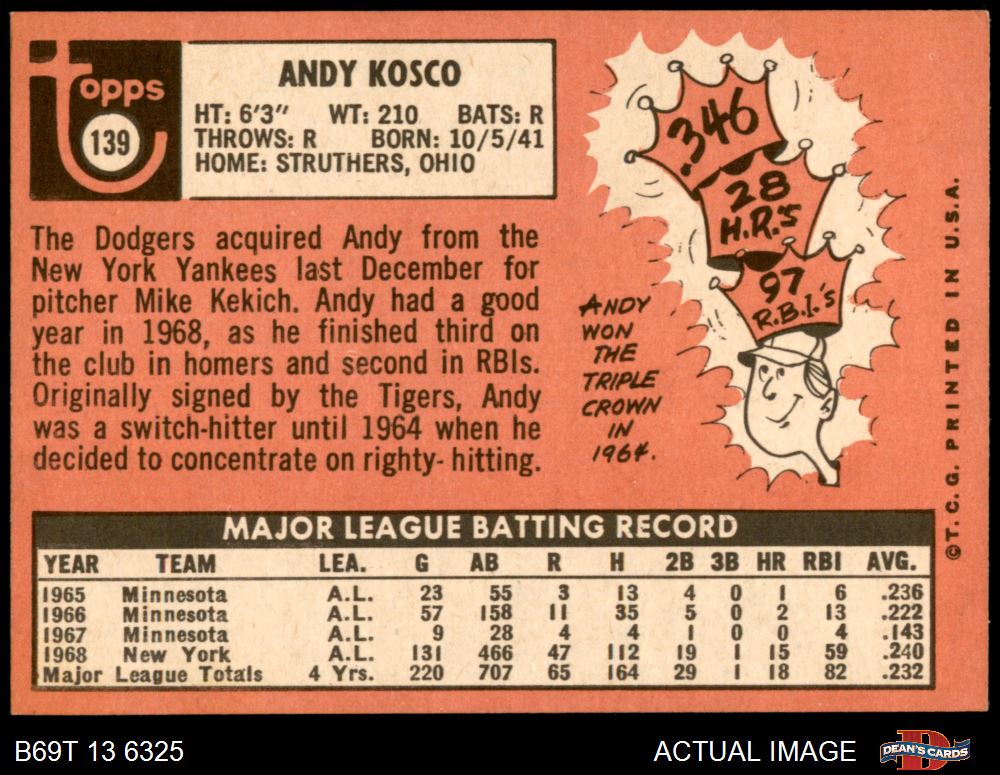 topps
139
ANDY KOSCO
HT: 6'3" WT: 210 BATS: R
THROWS: R BORN: 10/5/41
HOME: STRUTHERS, OHIO
The Dodgers acquired Andy from the
New York Yankees last December for
pitcher Mike Kekich. Andy had a good
year in 1968, as he finished third on
the club in homers and second in RBIs.
Originally signed by the Tigers, Andy
was a switch-hitter until 1964 when he
decided to concentrate on righty- hitting.
.346
28
H.R.'S
97
R.B.I.'s
ANDY
WON
THE
TRIPLE
CROWN
IN
1964.
©T. C. G. PRINTED IN U.S.A.
MAJOR LEAGUE BATTING RECORD
YEAR TEAM LEA. G AB R H 2B 3B HR RBI AVG.
1965 Minnesota A.L. 23 55 3 13 4 0 1 6 .236
1966 Minnesota A.L. 57 158 11 35 5 0 2 13 .222
1967 Minnesota A.L. 9 28 4 4 1 0 0 4 .143
1968 New York A.L. 131 466 47 112 19 1 15 59 .240
Major League Totals 4 Yrs. 220 707 65 164 29 1 18 82 .232
B69T 13 6325
ACTUAL IMAGE
DEAN'S CARDS